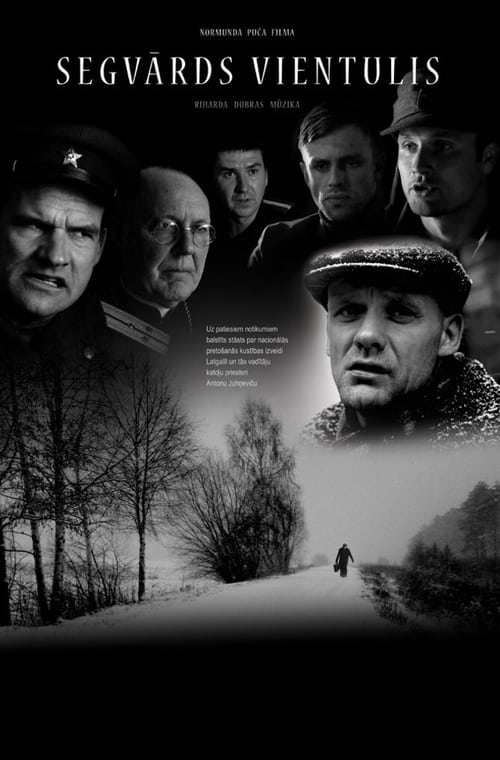 NORMUNDA PUČA FILMA
SEGVĀRDS VIENTULIS
RIHARDA DUBRAS MŪZIKA
Uz patiesiem notikumiem
balstīts stāsts par nacionālās
pretošanās kustības izveidi
Latgalē un tās vadītāju
katoļu priesteri
Antonu Juhņeviču